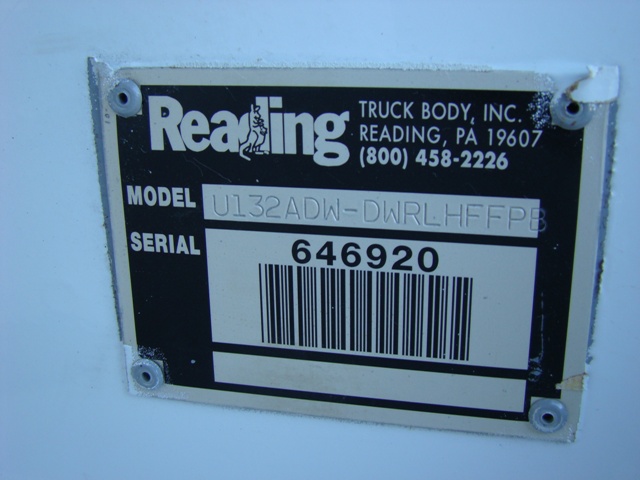 Reading
TRUCK BODY, INC.
READING, PA 19607
(800) 458-2226
MODEL U132ADW-DWRLHFFPB
SERIAL 646920